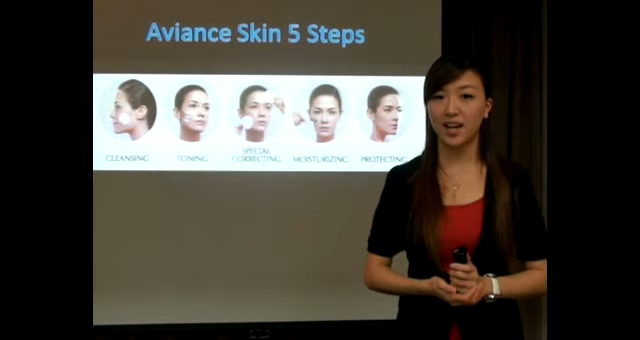 Aviance Skin 5 Steps
CLEANSING TONING SPECIAL CORRECTING MOISTURIZING PROTECTING